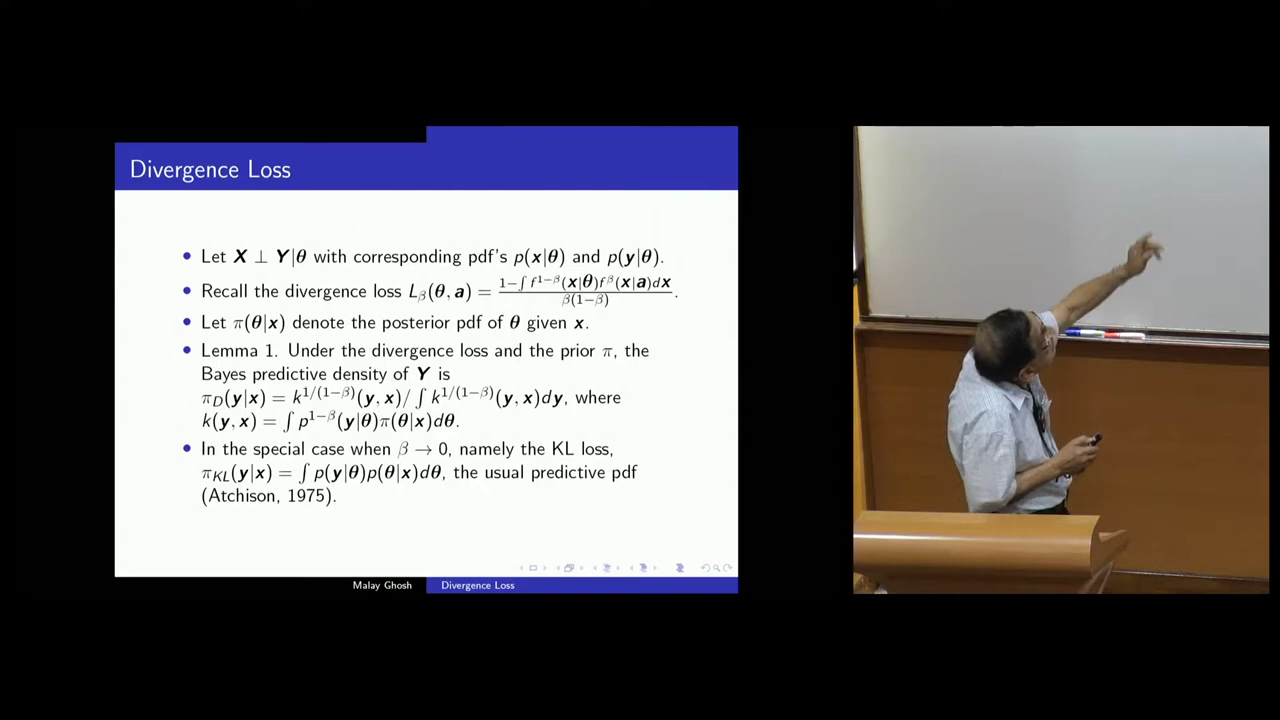 Divergence Loss
• Let X ⊥ Y|θ with corresponding pdf's p(x|θ) and p(y|θ).
• Recall the divergence loss L_β(θ, a) = (1−∫ f^{1−β}(x|θ)f^β(x|a)dx)/(β(1−β)).
• Let π(θ|x) denote the posterior pdf of θ given x.
• Lemma 1. Under the divergence loss and the prior π, the
Bayes predictive density of Y is
π_D(y|x) = k^{1/(1−β)}(y, x)/ ∫ k^{1/(1−β)}(y, x)dy, where
k(y, x) = ∫ p^{1−β}(y|θ)π(θ|x)dθ.
• In the special case when β → 0, namely the KL loss,
π_{KL}(y|x) = ∫ p(y|θ)p(θ|x)dθ, the usual predictive pdf
(Atchison, 1975).
Malay Ghosh Divergence Loss